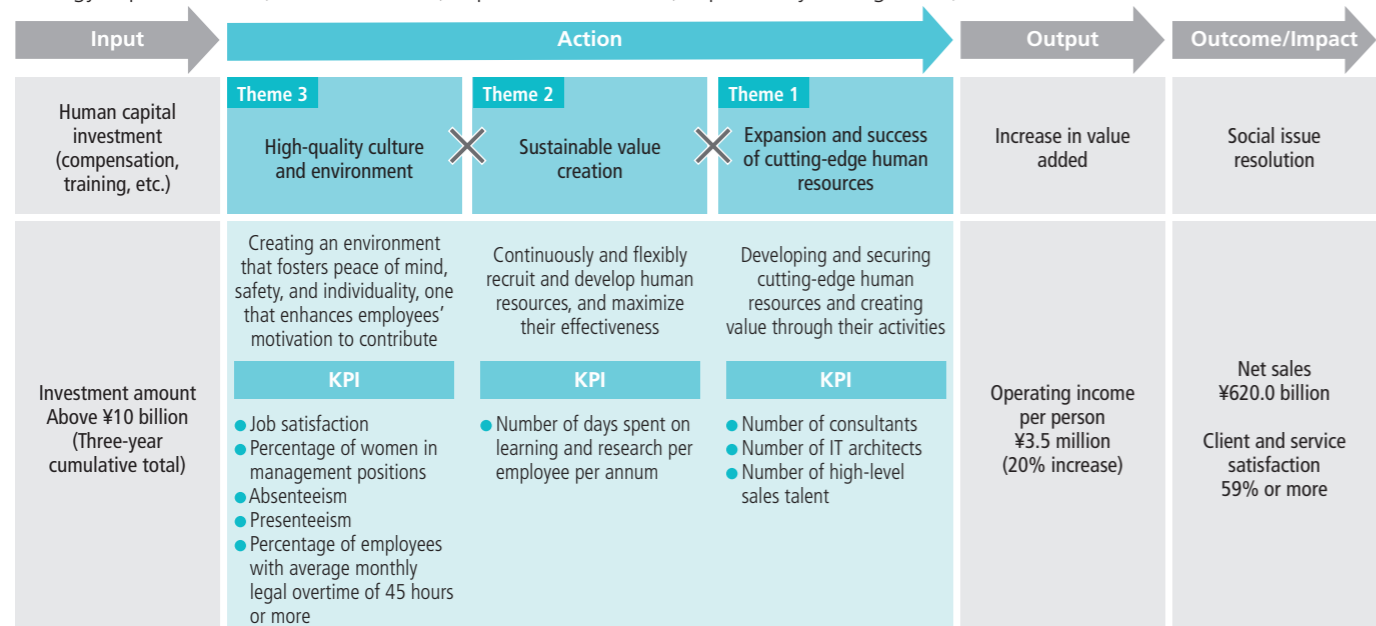 Input
Action
Output
Outcome/Impact
Human capital
investment
(compensation,
training, etc.)
Theme 3
High-quality culture
and environment
Theme 2
Sustainable value
creation
Theme 1
Expansion and success
of cutting-edge human
resources
Increase in value
added
Social issue
resolution
Investment amount
Above ¥10 billion
(Three-year
cumulative total)
Creating an environment
that fosters peace of mind,
safety, and individuality, one
that enhances employees’
motivation to contribute
KPI
● Job satisfaction
● Percentage of women in
management positions
● Absenteeism
● Presenteeism
● Percentage of employees
with average monthly
legal overtime of 45 hours
or more
Continuously and flexibly
recruit and develop human
resources, and maximize
their effectiveness
KPI
● Number of days spent on
learning and research per
employee per annum
Developing and securing
cutting-edge human
resources and creating
value through their activities
KPI
● Number of consultants
● Number of IT architects
● Number of high-level
sales talent
Operating income
per person
¥3.5 million
(20% increase)
Net sales
¥620.0 billion
Client and service
satisfaction
59% or more